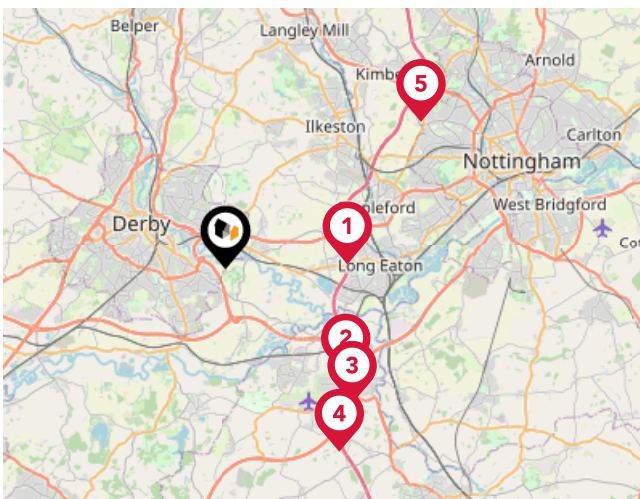 Belper
Langley Mill
Arnold
Kimbe
5
Ilkeston
Carlton
Nottingham
West Bridgford
Derby
1
pleford
Long Eaton
Cot
2
3
4